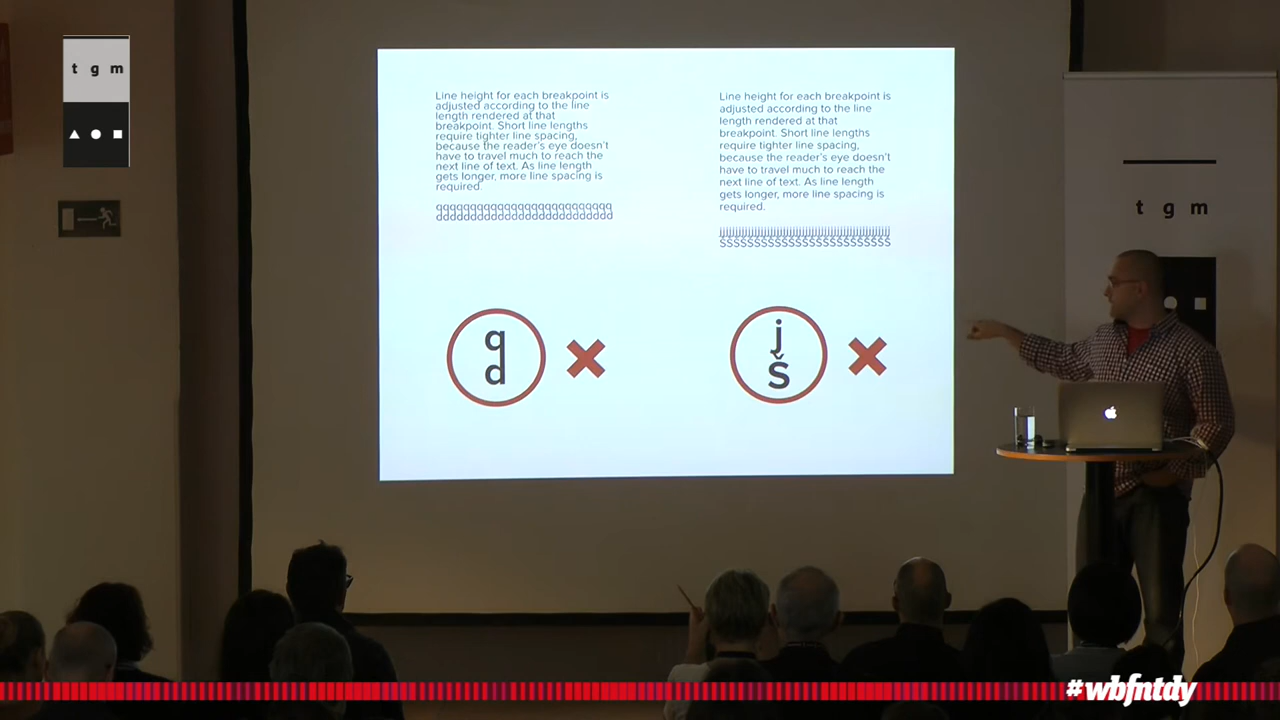 t g m
Line height for each breakpoint is
adjusted according to the line
length rendered at that
breakpoint. Short line lengths
require tighter line spacing,
because the reader's eye doesn't
have to travel much to reach the
next line of text. As line length
gets longer, more line spacing is
required.
qqqqqqqqqqqqqqqqqqqqqqqqqq
dddddddddddddddddddddddddd
q
d
Line height for each breakpoint is
adjusted according to the line
length rendered at that
breakpoint. Short line lengths
require tighter line spacing,
because the reader's eye doesn't
have to travel much to reach the
next line of text. As line length
gets longer, more line spacing is
required.
ŠŠŠŠŠŠŠŠŠŠŠŠŠŠŠŠŠŠŠŠŠŠŠŠŠ
j
Š
t g m
#wbfntdy